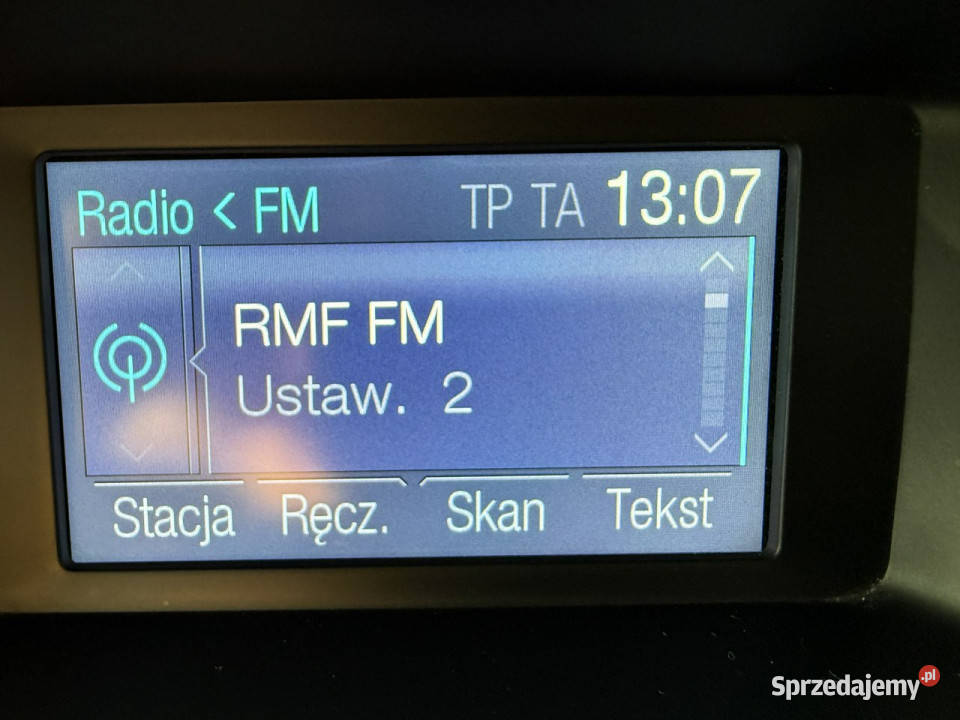 Radio < FM TP TA 13:07
RMF FM
Ustaw. 2
Stacja Ręcz. Skan Tekst
Sprzedajemy.pl